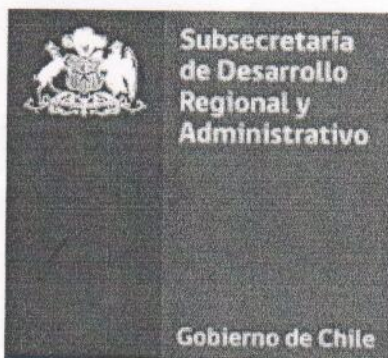 Subsecretaría
de Desarrollo
Regional y
Administrativo
Gobierno de Chile